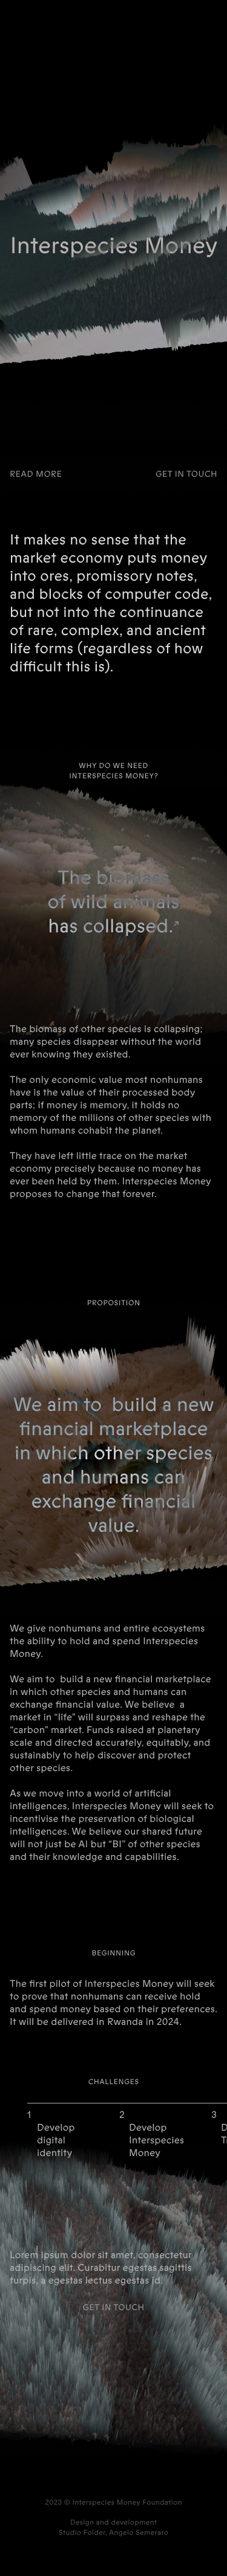 Interspecies Money
READ MORE
GET IN TOUCH
It makes no sense that the
market economy puts money
into ores, promissory notes,
and blocks of computer code,
but not into the continuance
of rare, complex, and ancient
life forms (regardless of how
difficult this is).
WHY DO WE NEED
INTERSPECIES MONEY?
The biomass
of wild animals
has collapsed.↗
The biomass of other species is collapsing;
many species disappear without the world
ever knowing they existed.
The only economic value most nonhumans
have is the value of their processed body
parts; if money is memory, it holds no
memory of the millions of other species with
whom humans cohabit the planet.
They have left little trace on the market
economy precisely because no money has
ever been held by them. Interspecies Money
proposes to change that forever.
PROPOSITION
We aim to  build a new
financial marketplace
in which other species
and humans can
exchange financial
value.
We give nonhumans and entire ecosystems
the ability to hold and spend Interspecies
Money.
We aim to  build a new financial marketplace
in which other species and humans can
exchange financial value. We believe  a
market in “life” will surpass and reshape the
“carbon” market. Funds raised at planetary
scale and directed accurately, equitably, and
sustainably to help discover and protect
other species.
As we move into a world of artificial
intelligences, Interspecies Money will seek to
incentivise the preservation of biological
intelligences. We believe our shared future
will not just be AI but “BI” of other species
and their knowledge and capabilities.
BEGINNING
The first pilot of Interspecies Money will seek
to prove that nonhumans can receive hold
and spend money based on their preferences.
It will be delivered in Rwanda in 2024.
CHALLENGES
1
Develop
digital
identity
2
Develop
Interspecies
Money
3
D
T
Lorem ipsum dolor sit amet, consectetur
adipiscing elit. Curabitur egestas sagittis
turpis, a egestas lectus egestas id.
GET IN TOUCH
2023 © Interspecies Money Foundation
Design and development
Studio Folder, Angelo Semeraro